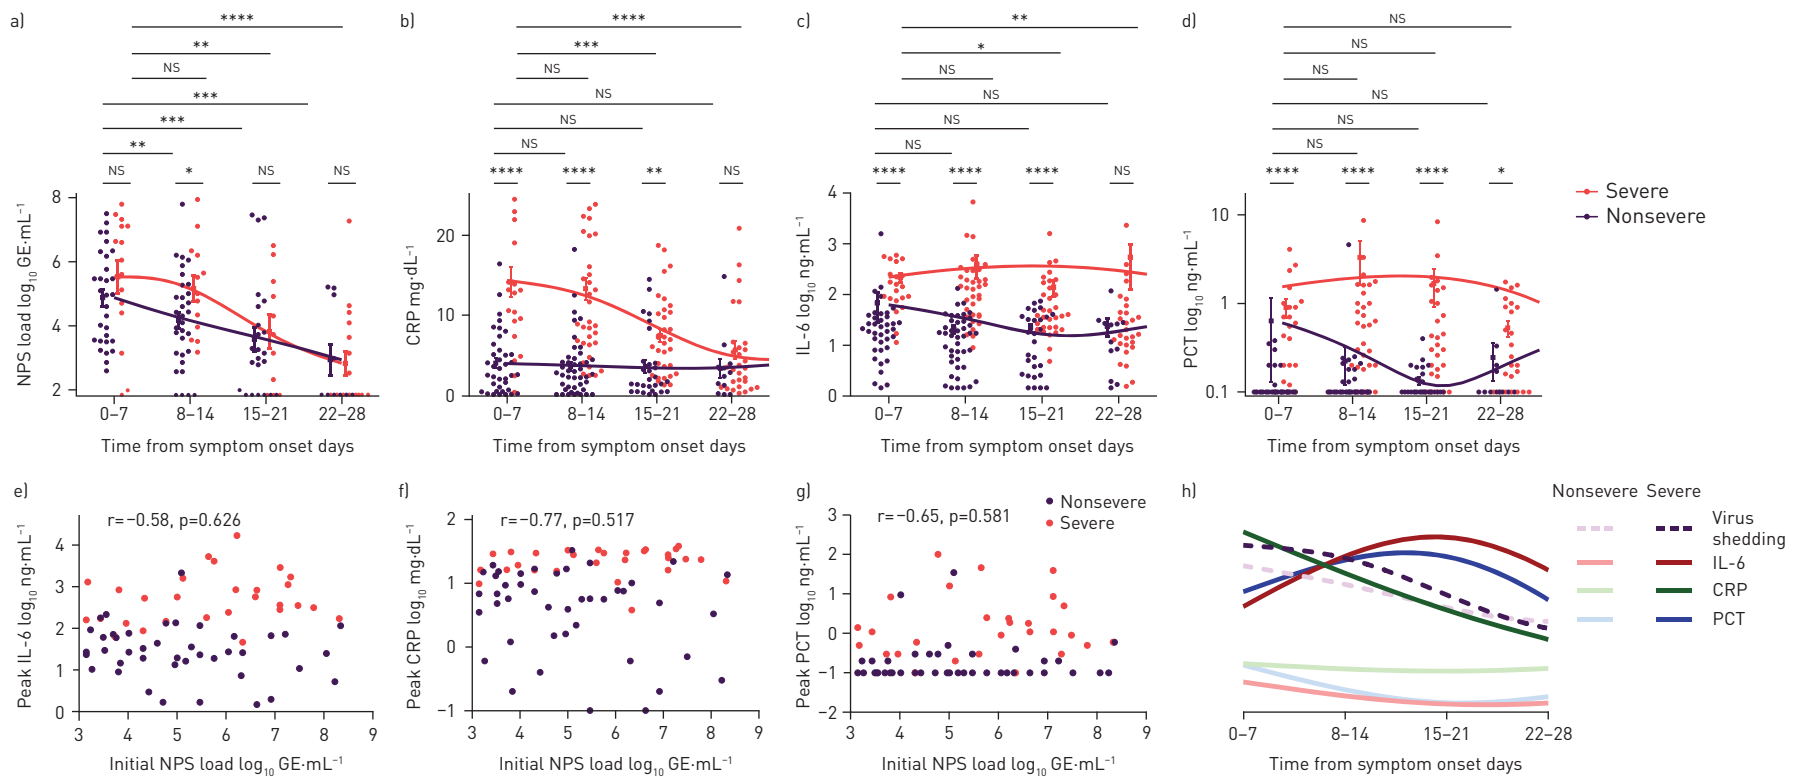 a)
****
**
NS
***
***
**
NS
*
NS
NS
NPS load log10 GE·mL−1
8
6
4
2
0–7
8–14
15–21
22–28
Time from symptom onset days
b)
****
***
NS
NS
NS
NS
****
****
**
NS
CRP mg·dL−1
20
10
0
0–7
8–14
15–21
22–28
Time from symptom onset days
c)
**
*
NS
NS
NS
NS
****
****
****
NS
IL-6 log10 ng·mL−1
4
3
2
1
0
0–7
8–14
15–21
22–28
Time from symptom onset days
d)
NS
NS
NS
NS
NS
NS
****
****
****
*
PCT log10 ng·mL−1
10
1
0.1
0–7
8–14
15–21
22–28
Time from symptom onset days
Severe
Nonsevere
e)
r=−0.58, p=0.626
Peak IL-6 log10 ng·mL−1
4
3
2
1
0
3 4 5 6 7 8 9
Initial NPS load log10 GE·mL−1
f)
r=−0.77, p=0.517
Peak CRP log10 mg·dL−1
2
1
0
−1
3 4 5 6 7 8 9
Initial NPS load log10 GE·mL−1
g)
r=−0.65, p=0.581
Nonsevere
Severe
Peak PCT log10 ng·mL−1
3
2
1
0
−1
−2
3 4 5 6 7 8 9
Initial NPS load log10 GE·mL−1
h)
Nonsevere Severe
Virus
shedding
IL-6
CRP
PCT
0–7
8–14
15–21
22–28
Time from symptom onset days